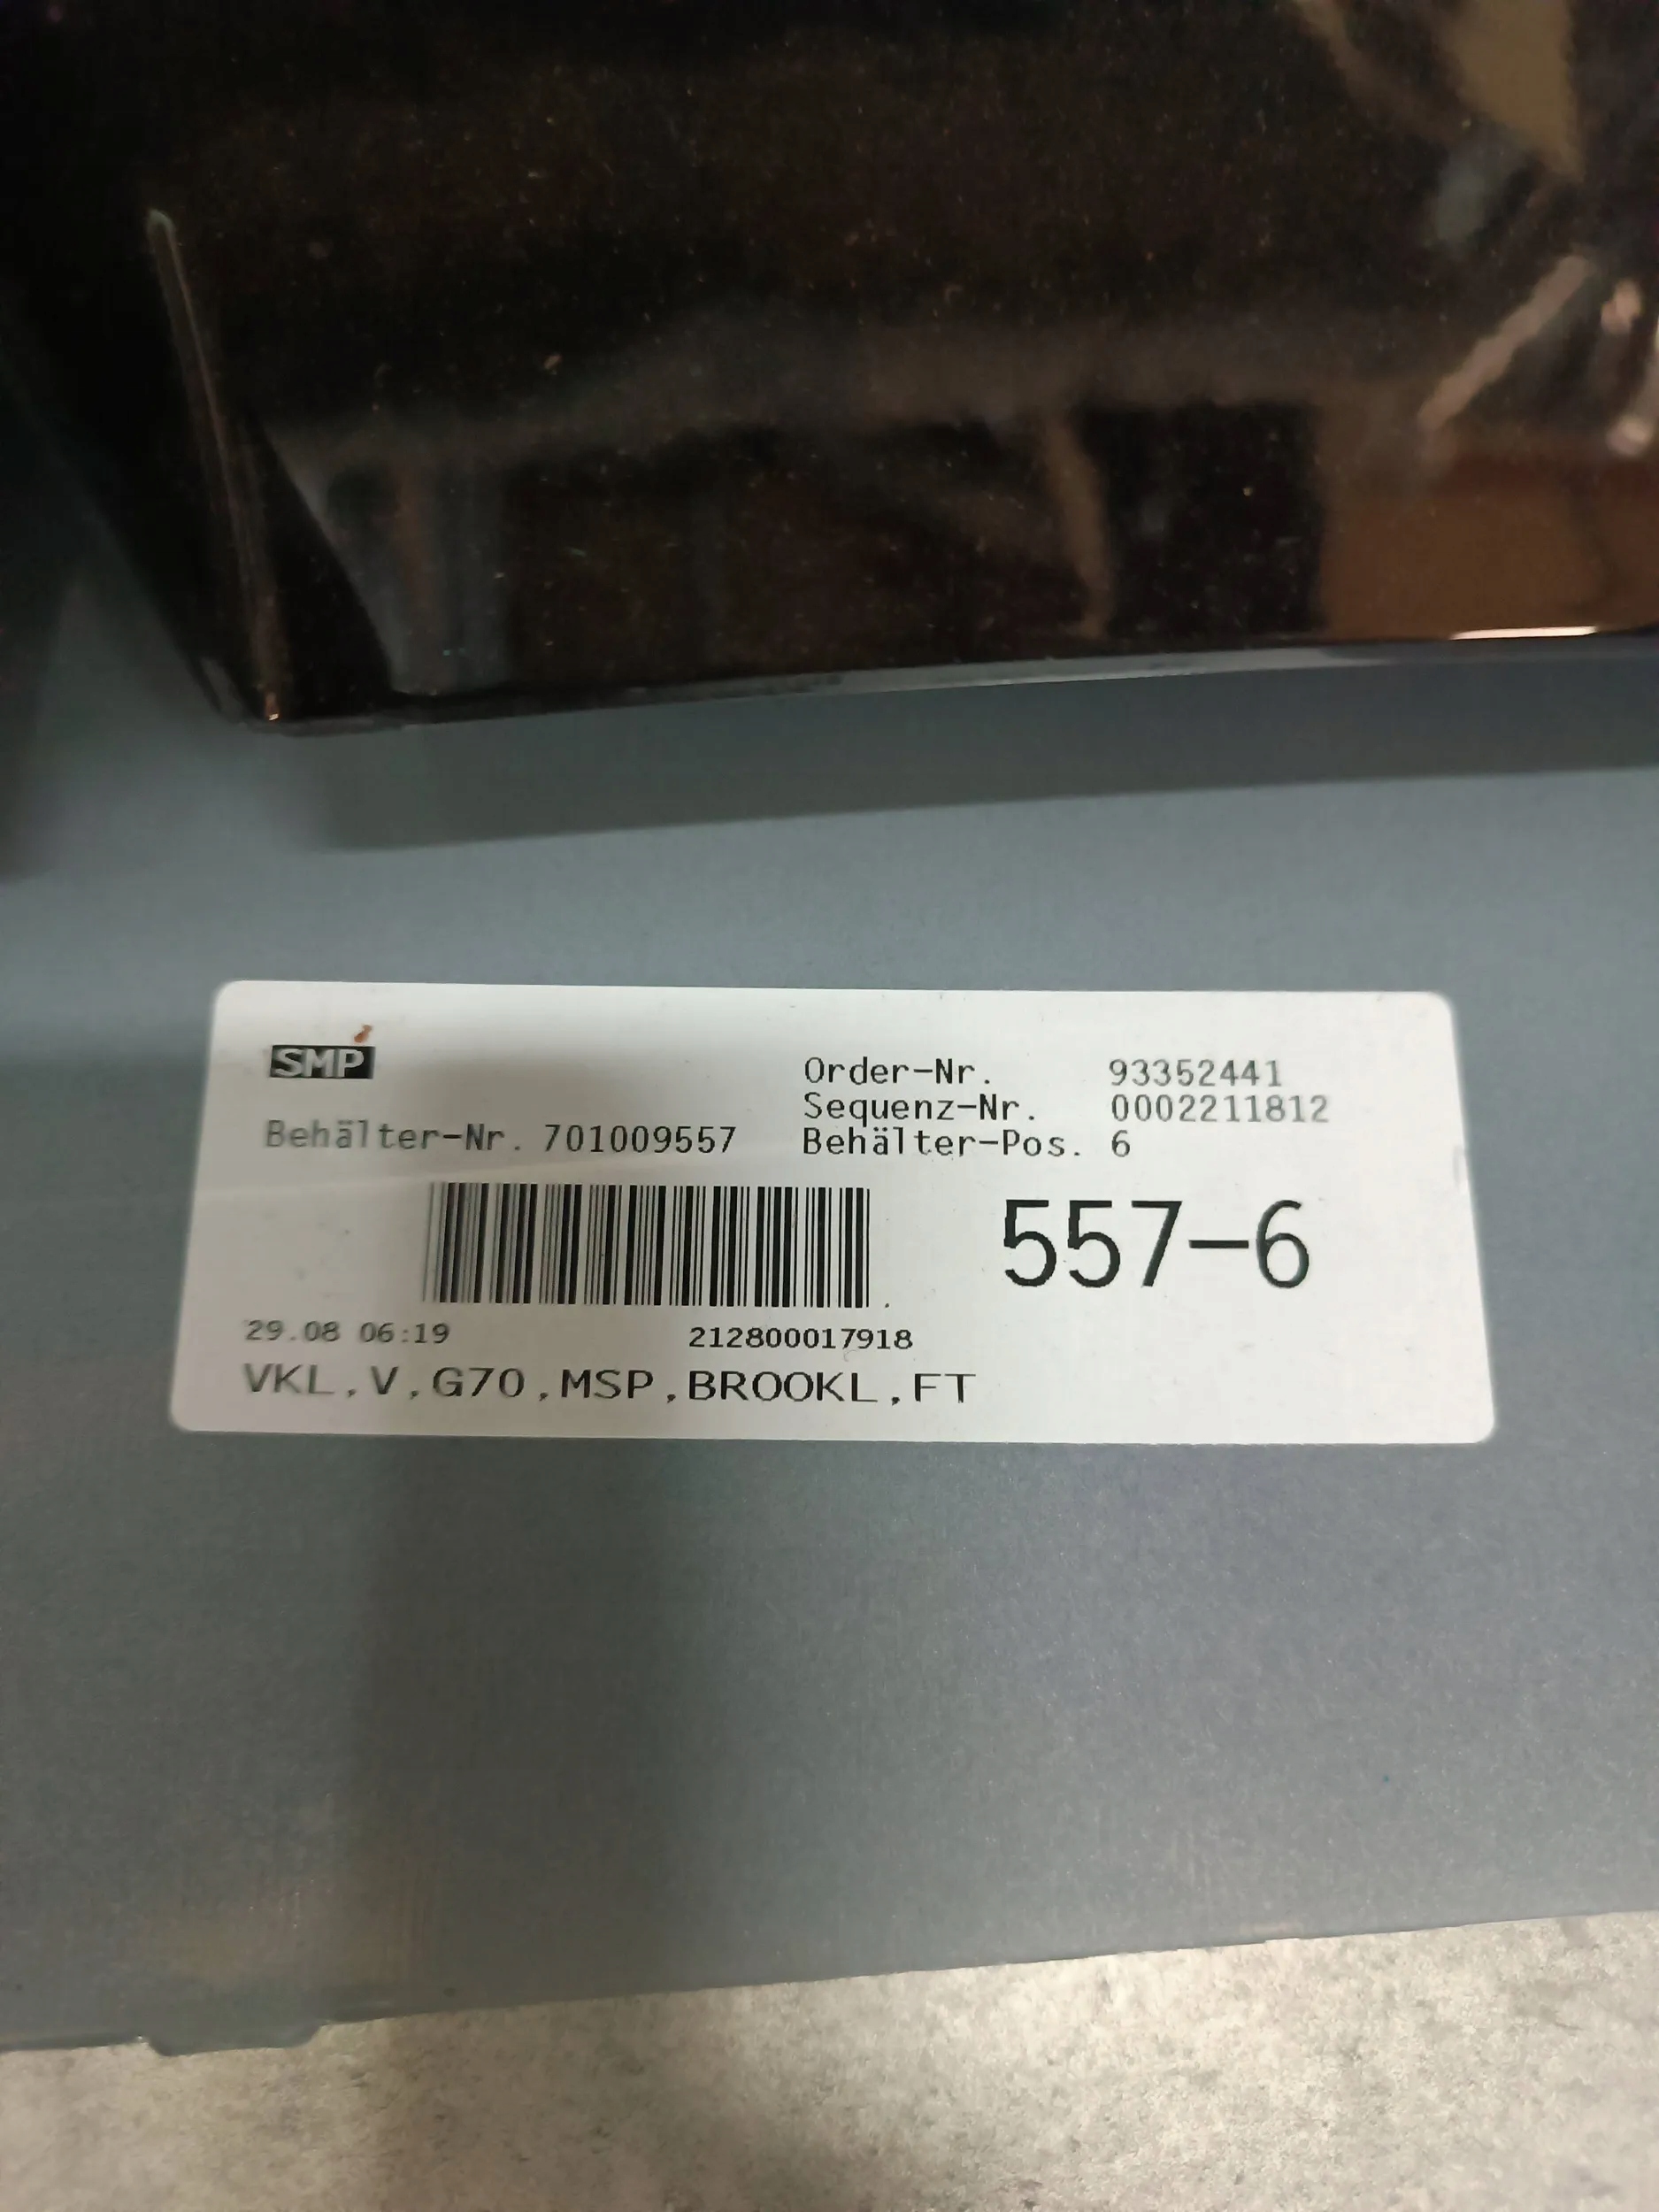 SMP
Order-Nr. 93352441
Sequenz-Nr. 0002211812
Behälter-Nr. 701009557 Behälter-Pos. 6
557-6
29.08 06:19 212800017918
VKL,V,G70,MSP,BROOKL,FT